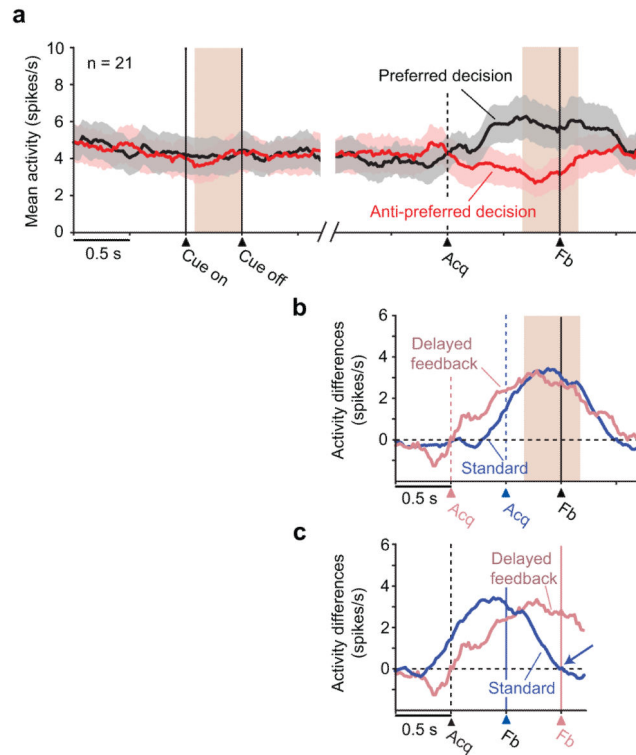 a
Mean activity (spikes/s)
10
8
6
4
2
0
n = 21
Preferred decision
Anti-preferred decision
0.5 s
Cue on
Cue off
Acq
Fb
b
Activity differences
(spikes/s)
6
4
2
0
Delayed
feedback
Standard
0.5 s
Acq
Acq
Fb
c
Activity differences
(spikes/s)
6
4
2
0
Delayed
feedback
Standard
0.5 s
Acq
Fb
Fb